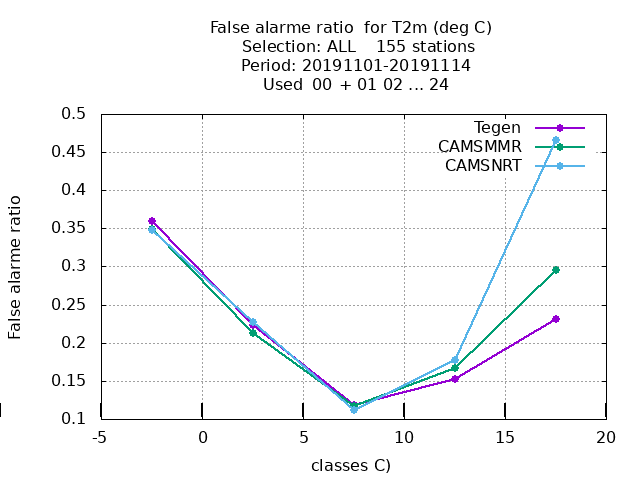 False alarme ratio  for T2m (deg C)
Selection: ALL    155 stations
Period: 20191101-20191114
Used  00 + 01 02 ... 24
Tegen
CAMSMMR
CAMSNRT
False alarme ratio
0.5
0.45
0.4
0.35
0.3
0.25
0.2
0.15
0.1
-5 0 5 10 15 20
classes C)